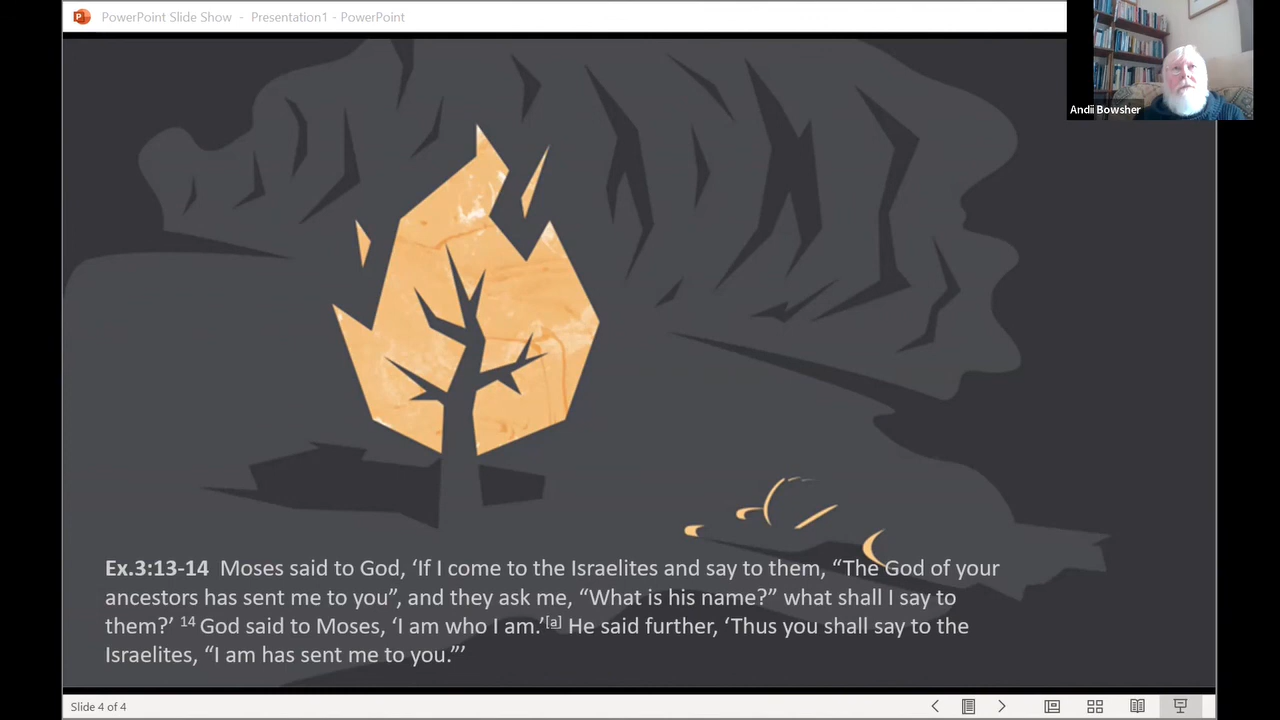 PowerPoint Slide Show - Presentation1 - PowerPoint
Andii Bowsher
Ex.3:13-14 Moses said to God, ‘If I come to the Israelites and say to them, “The God of your
ancestors has sent me to you”, and they ask me, “What is his name?” what shall I say to
them?’ 14 God said to Moses, ‘I am who I am.’[a] He said further, ‘Thus you shall say to the
Israelites, “I am has sent me to you.”’
Slide 4 of 4